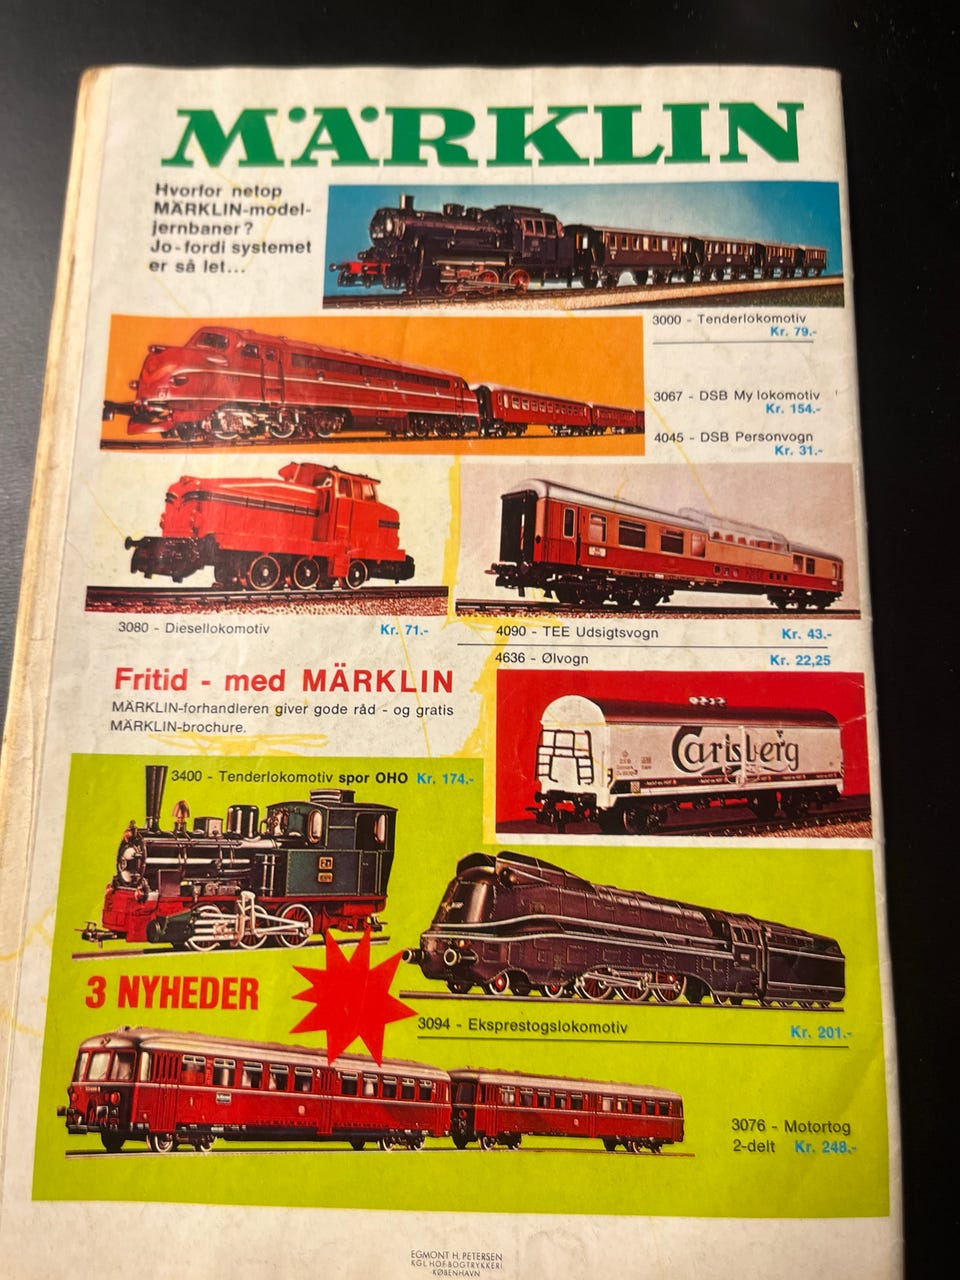 MÄRKLIN
Hvorfor netop
MÄRKLIN-model-
jernbaner?
Jo-fordi systemet
er så let...
3000 - Tenderlokomotiv
Kr. 79.-
3067 - DSB My lokomotiv
Kr. 154.-
4045 - DSB Personvogn
Kr. 31.-
3080 - Diesellokomotiv Kr. 71.-
4090 - TEE Udsigtsvogn Kr. 43.-
4636 - Ølvogn Kr. 22,25
Fritid - med MÄRKLIN
MÄRKLIN-forhandleren giver gode råd - og gratis
MÄRKLIN-brochure.
Carlsberg
3400 - Tenderlokomotiv spor OHO Kr. 174.-
3 NYHEDER
3094 - Eksprestogslokomotiv Kr. 201.-
3076 - Motortog
2-delt Kr. 248.-
EGMONT H. PETERSEN
KGL. HOF-BOGTRYKKERI
KØBENHAVN